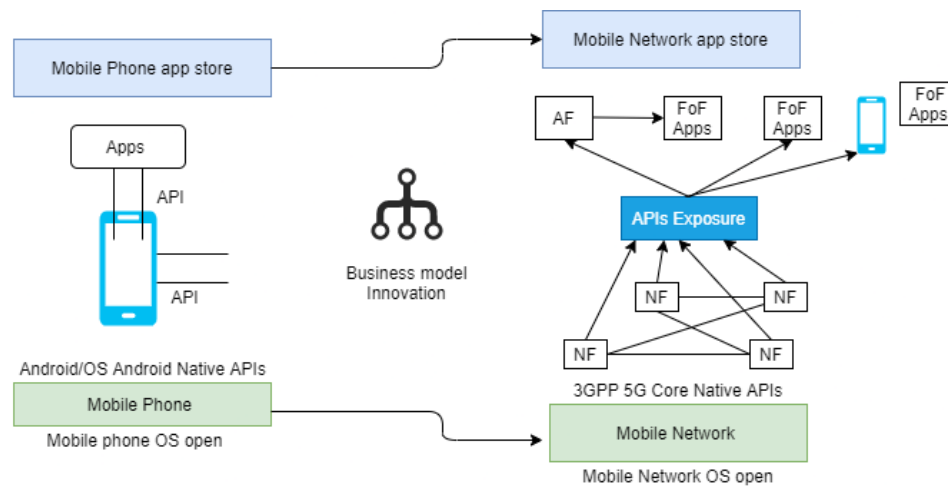 Mobile Phone app store
Mobile Network app store
Apps
API
API
Android/OS Android Native APIs
Mobile Phone
Mobile phone OS open
Business model
Innovation
AF
FoF
Apps
FoF
Apps
FoF
Apps
APIs Exposure
NF
NF
NF
NF
3GPP 5G Core Native APIs
Mobile Network
Mobile Network OS open